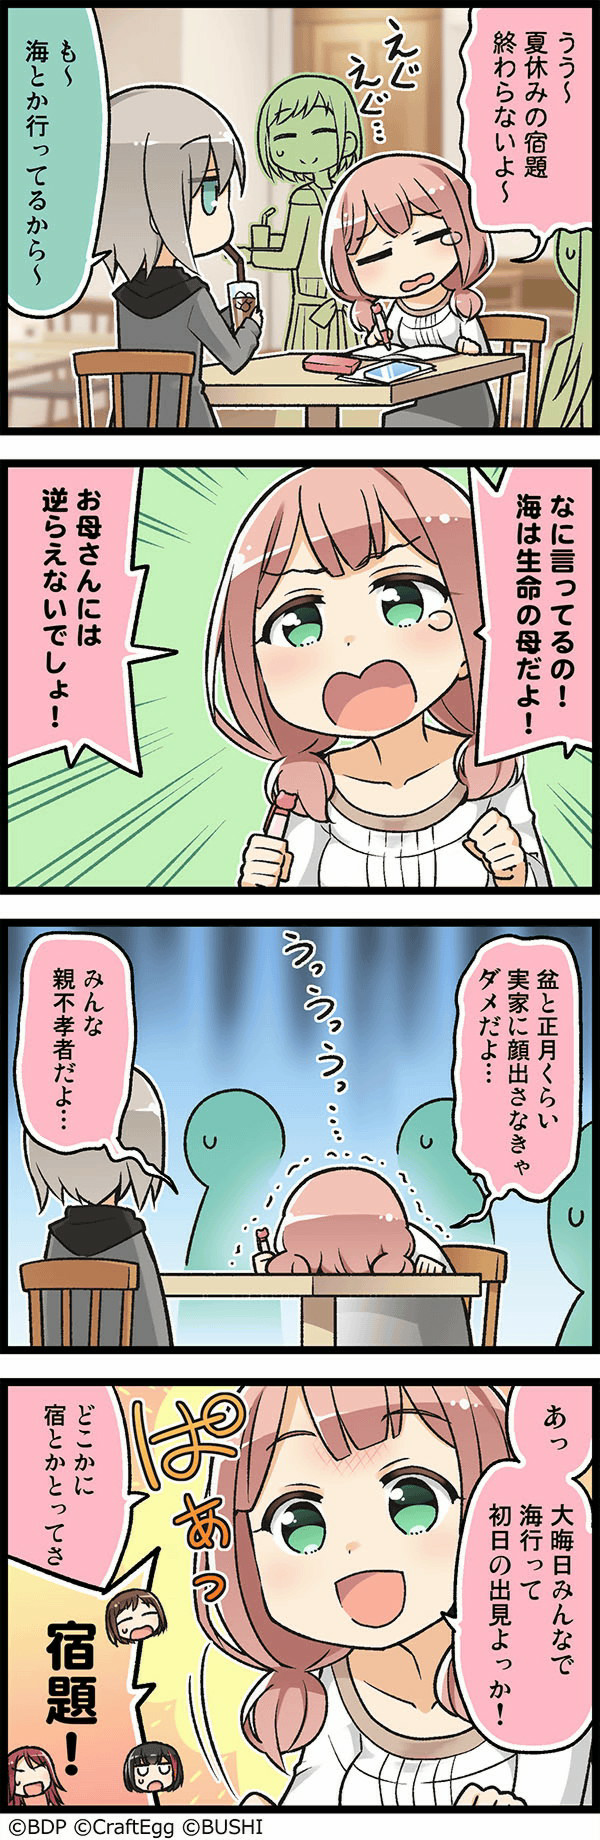 うう〜
夏休みの宿題
終わらないよ〜
えぐ
えぐ…
も〜
海とか行ってるから〜
なに言ってるの！
海は生命の母だよ！
お母さんには
逆らえないでしょ！
盆と正月くらい
実家に顔出さなきゃ
ダメだよ…
うっうっうっ…
みんな
親不孝者だよ…
あっ
大晦日みんなで
海行って
初日の出見よっか！
ぱあっ
どこかに
宿とかとってさ
宿題！
©BDP ©CraftEgg ©BUSHI